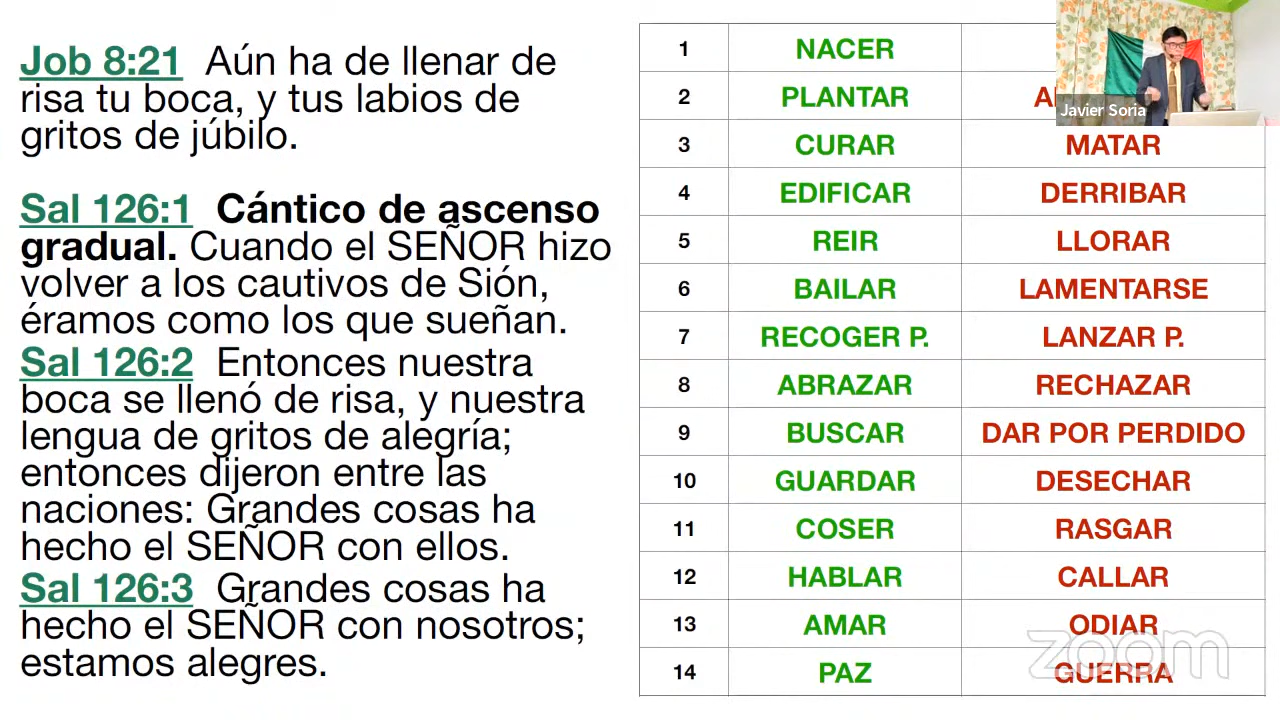 Job 8:21 Aún ha de llenar de
risa tu boca, y tus labios de
gritos de júbilo.
Sal 126:1 Cántico de ascenso
gradual. Cuando el SEÑOR hizo
volver a los cautivos de Sión,
éramos como los que sueñan.
Sal 126:2 Entonces nuestra
boca se llenó de risa, y nuestra
lengua de gritos de alegría;
entonces dijeron entre las
naciones: Grandes cosas ha
hecho el SEÑOR con ellos.
Sal 126:3 Grandes cosas ha
hecho el SEÑOR con nosotros;
estamos alegres.
1 NACER
2 PLANTAR
3 CURAR MATAR
4 EDIFICAR DERRIBAR
5 REIR LLORAR
6 BAILAR LAMENTARSE
7 RECOGER P. LANZAR P.
8 ABRAZAR RECHAZAR
9 BUSCAR DAR POR PERDIDO
10 GUARDAR DESECHAR
11 COSER RASGAR
12 HABLAR CALLAR
13 AMAR ODIAR
14 PAZ GUERRA
Javier Soria
zoom